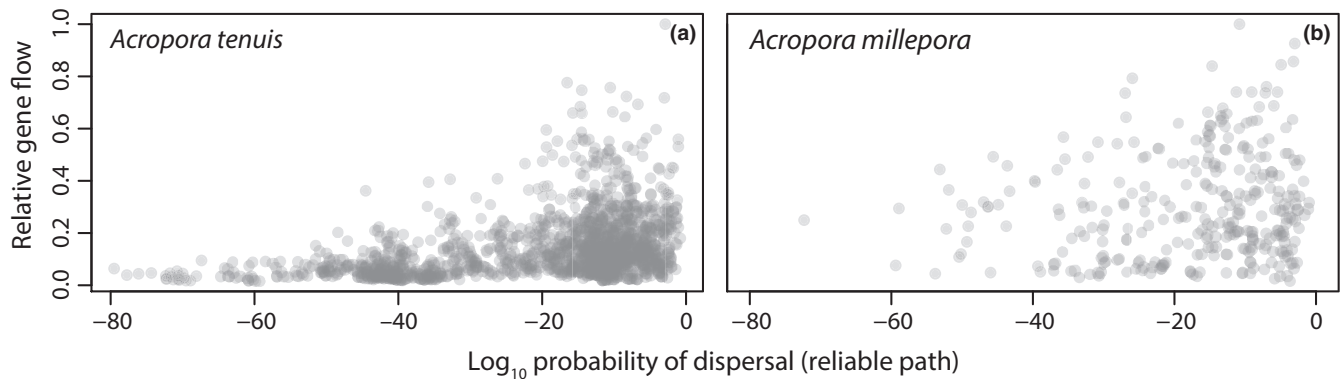 Acropora tenuis
(a)
Acropora millepora
(b)
Relative gene flow
1.0
0.8
0.6
0.4
0.2
0.0
−80 −60 −40 −20 0
−80 −60 −40 −20 0
Log₁₀ probability of dispersal (reliable path)